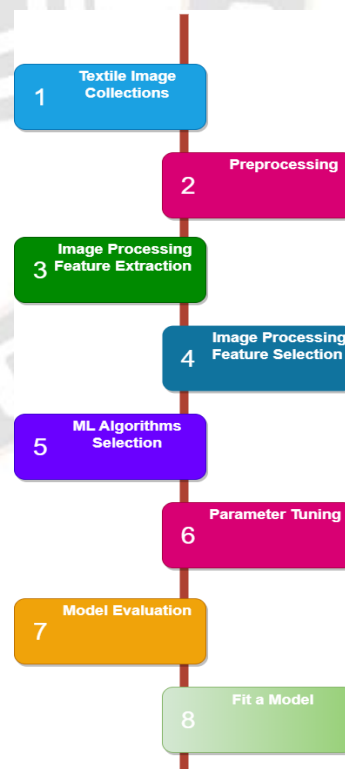 1
Textile Image
Collections
2
Preprocessing
3
Image Processing
Feature Extraction
4
Image Processing
Feature Selection
5
ML Algorithms
Selection
6
Parameter Tuning
7
Model Evaluation
8
Fit a Model